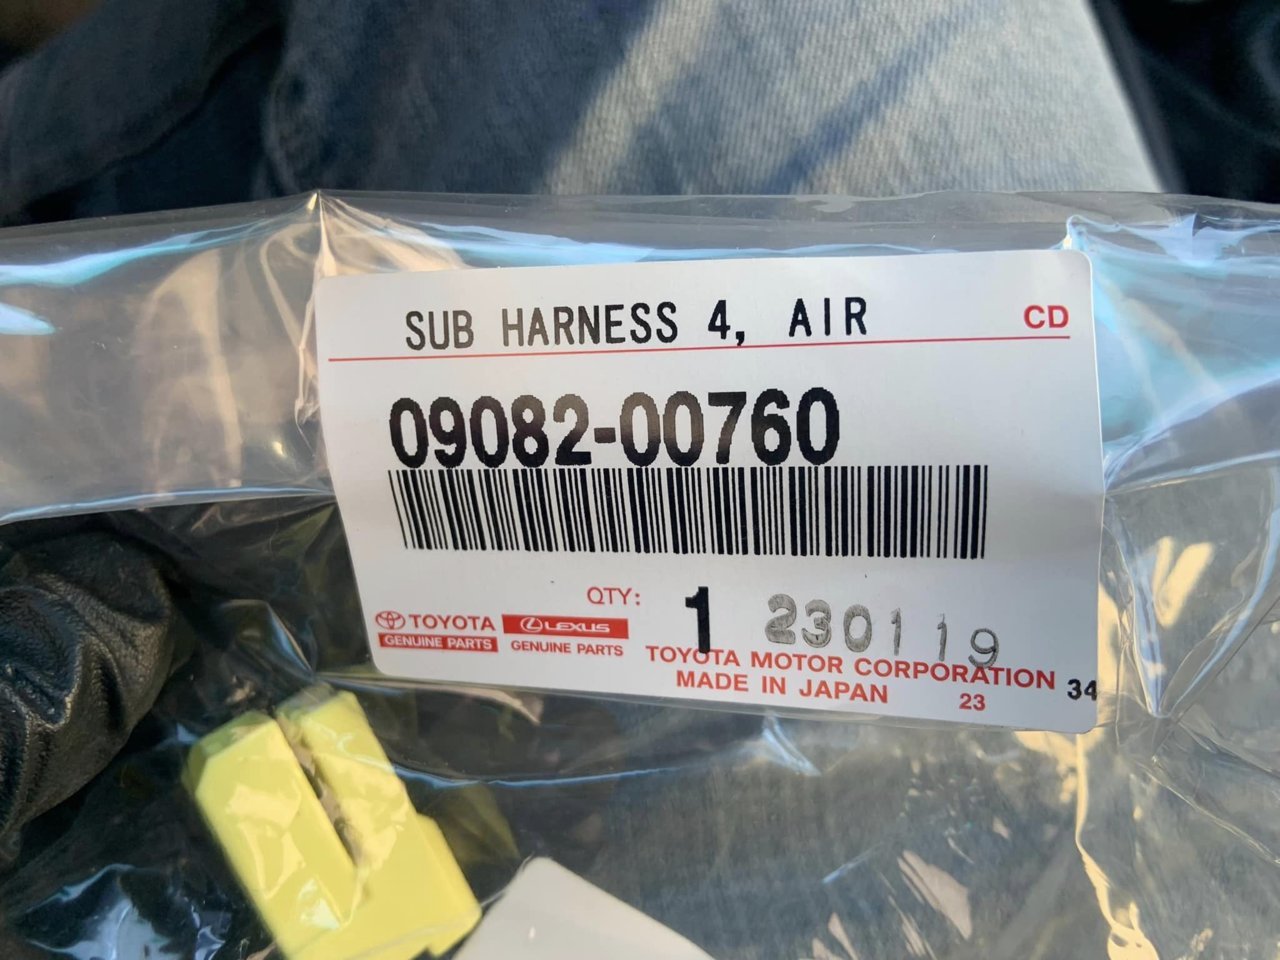 SUB HARNESS 4, AIR CD
09082-00760
QTY: 1 230119
TOYOTA LEXUS
GENUINE PARTS GENUINE PARTS
TOYOTA MOTOR CORPORATION
MADE IN JAPAN 23 34